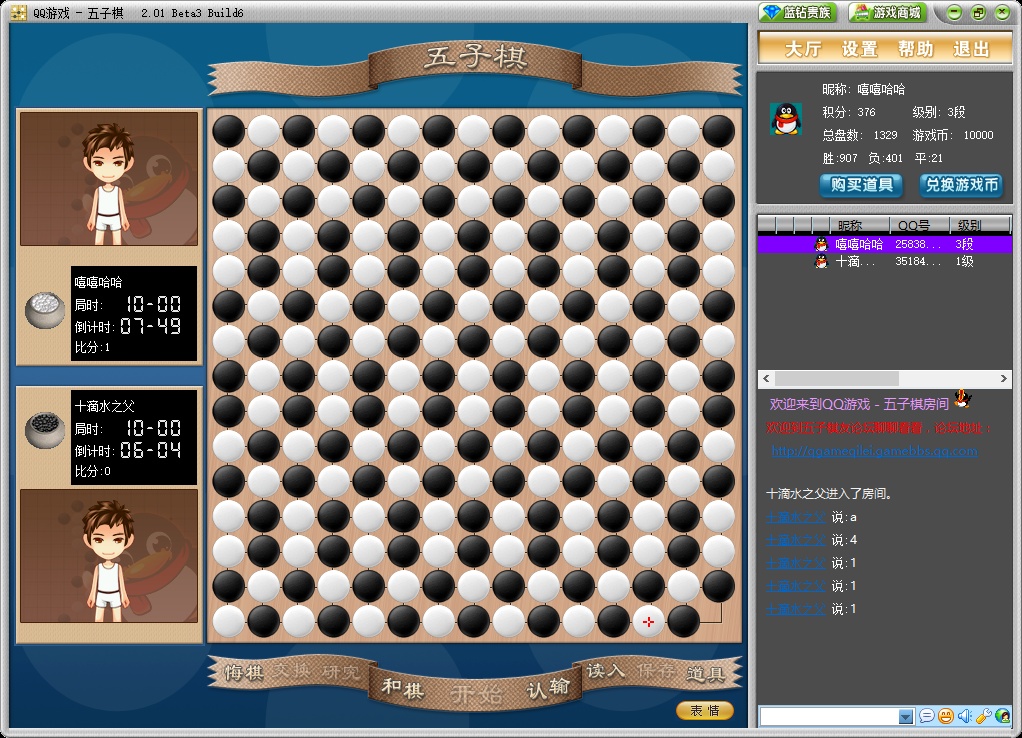 QQ游戏 - 五子棋 2.01 Beta3 Build6
蓝钻贵族 游戏商城
大厅 设置 帮助 退出
五子棋
昵称: 嘻嘻哈哈
积分: 376 级别: 3段
总盘数: 1329 游戏币: 10000
胜:907 负:401 平:21
购买道具 兑换游戏币
嘻嘻哈哈
局时: 10-00
倒计时: 07-49
比分:1
十滴水之父
局时: 10-00
倒计时: 06-04
比分:0
昵称 QQ号 级别
嘻嘻哈哈 25838... 3段
十滴... 35184... 1级
欢迎来到QQ游戏 - 五子棋房间
http://qqgameqilei.gamebbs.qq.com
十滴水之父进入了房间。
十滴水之父 说:a
十滴水之父 说:4
十滴水之父 说:1
十滴水之父 说:1
十滴水之父 说:1
悔棋 交换 研究 和棋 开始 认输 读入 保存 道具
表情